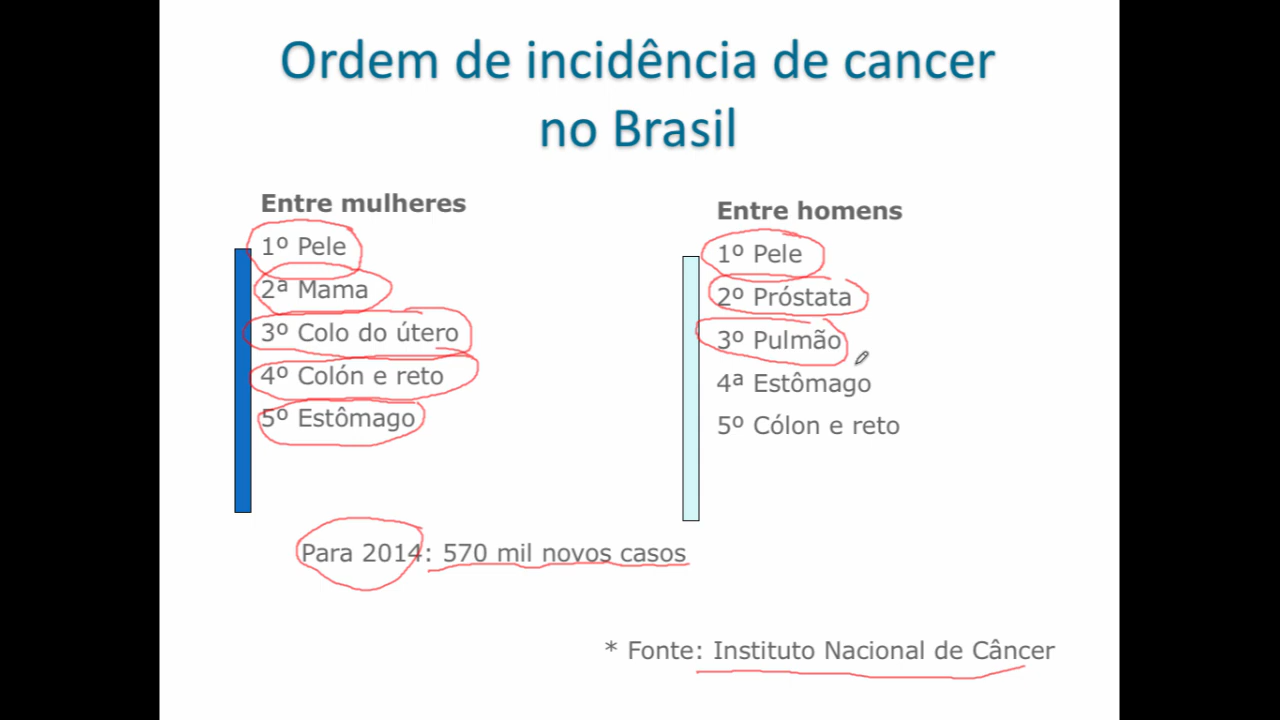 Ordem de incidência de cancer
no Brasil
Entre mulheres
1º Pele
2ª Mama
3º Colo do útero
4º Colón e reto
5º Estômago
Entre homens
1º Pele
2º Próstata
3º Pulmão
4ª Estômago
5º Cólon e reto
Para 2014: 570 mil novos casos
* Fonte: Instituto Nacional de Câncer